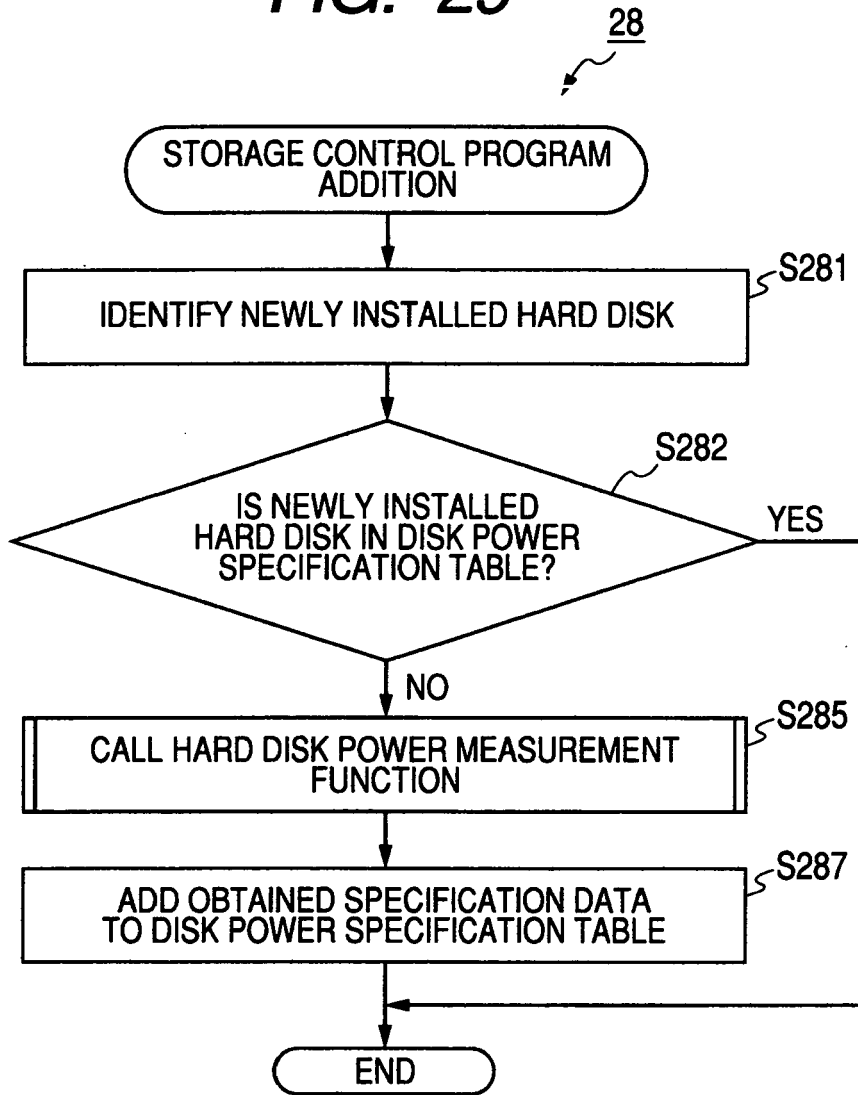 FIG. 29
28
STORAGE CONTROL PROGRAM
ADDITION
S281
IDENTIFY NEWLY INSTALLED HARD DISK
S282
IS NEWLY INSTALLED
HARD DISK IN DISK POWER
SPECIFICATION TABLE?
YES
NO
S285
CALL HARD DISK POWER MEASUREMENT
FUNCTION
S287
ADD OBTAINED SPECIFICATION DATA
TO DISK POWER SPECIFICATION TABLE
END